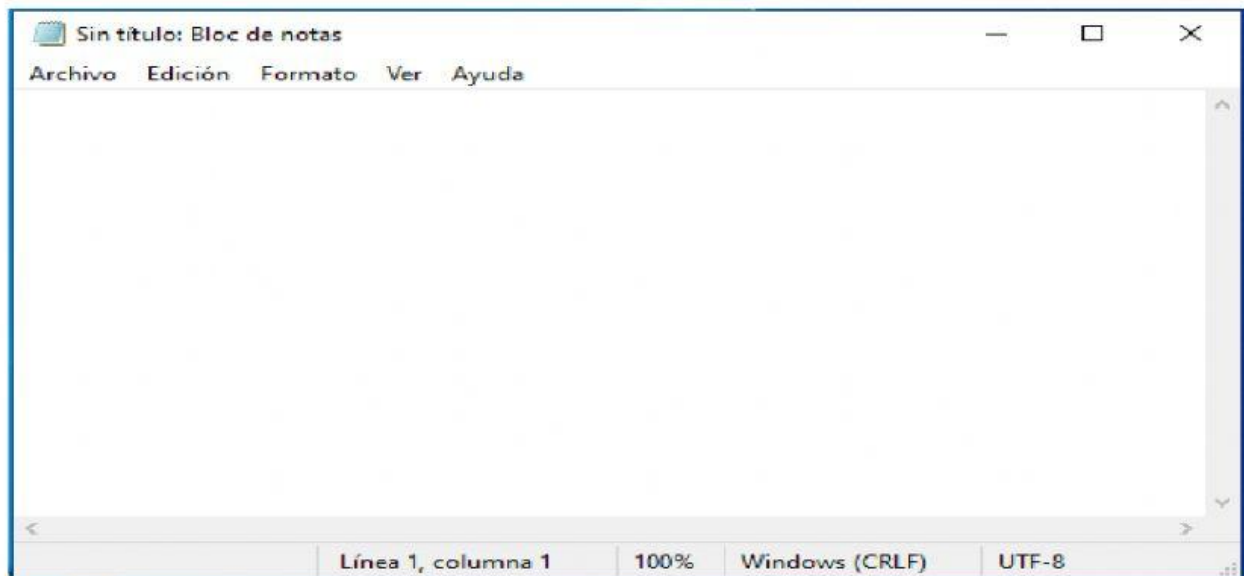 Sin título: Bloc de notas
Archivo Edición Formato Ver Ayuda
Línea 1, columna 1 100% Windows (CRLF) UTF-8